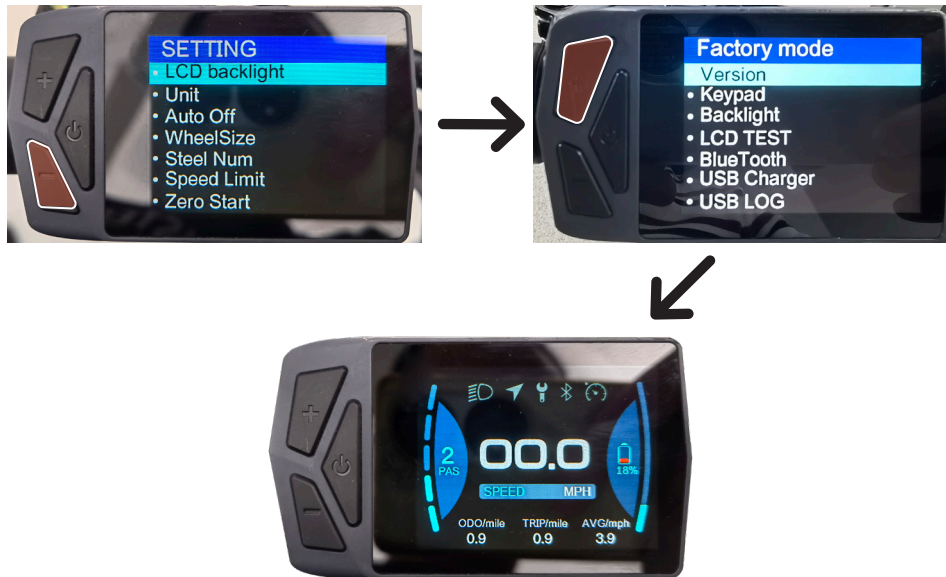 SETTING
• LCD backlight
• Unit
• Auto Off
• WheelSize
• Steel Num
• Speed Limit
• Zero Start
Factory mode
Version
• Keypad
• Backlight
• LCD TEST
• BlueTooth
• USB Charger
• USB LOG
2
PAS
00.0
SPEED MPH
18%
ODO/mile TRIP/mile AVG/mph
0.9 0.9 3.9